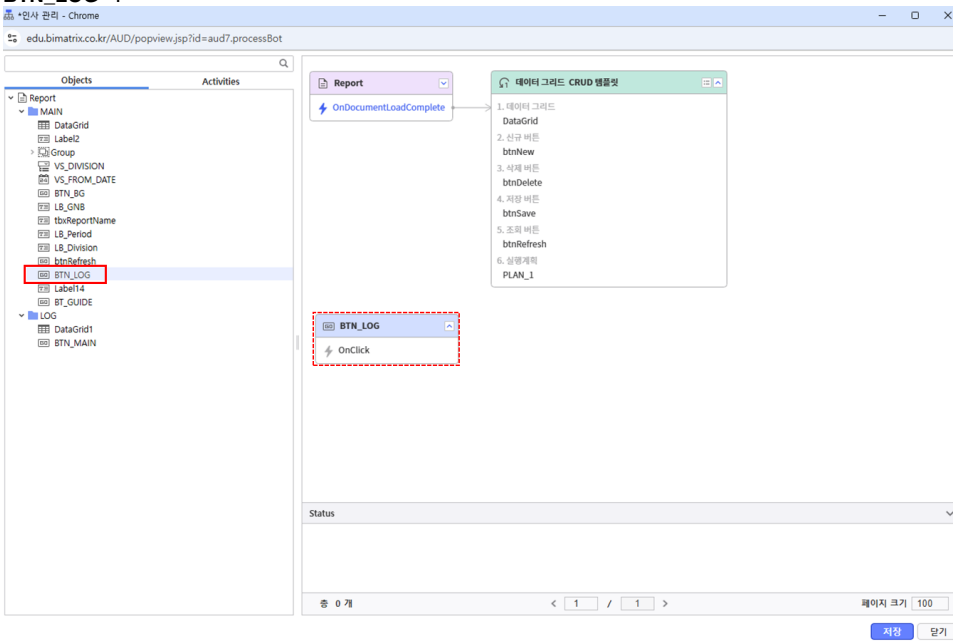 BTN_LOG
*인사 관리 - Chrome
edu.bimatrix.co.kr/AUD/popview.jsp?id=aud7.processBot
Objects
Activities
Report
MAIN
DataGrid
Label2
Group
VS_DIVISION
VS_FROM_DATE
BTN_BG
LB_GNB
tbxReportName
LB_Period
LB_Division
btnRefresh
BTN_LOG
Label14
BT_GUIDE
LOG
DataGrid1
BTN_MAIN
Report
OnDocumentLoadComplete
데이터 그리드 CRUD 템플릿
1. 데이터 그리드
DataGrid
2. 신규 버튼
btnNew
3. 삭제 버튼
btnDelete
4. 저장 버튼
btnSave
5. 조회 버튼
btnRefresh
6. 실행계획
PLAN_1
BTN_LOG
OnClick
Status
총 0 개
< 1 / 1 >
페이지 크기 100
저장
닫기